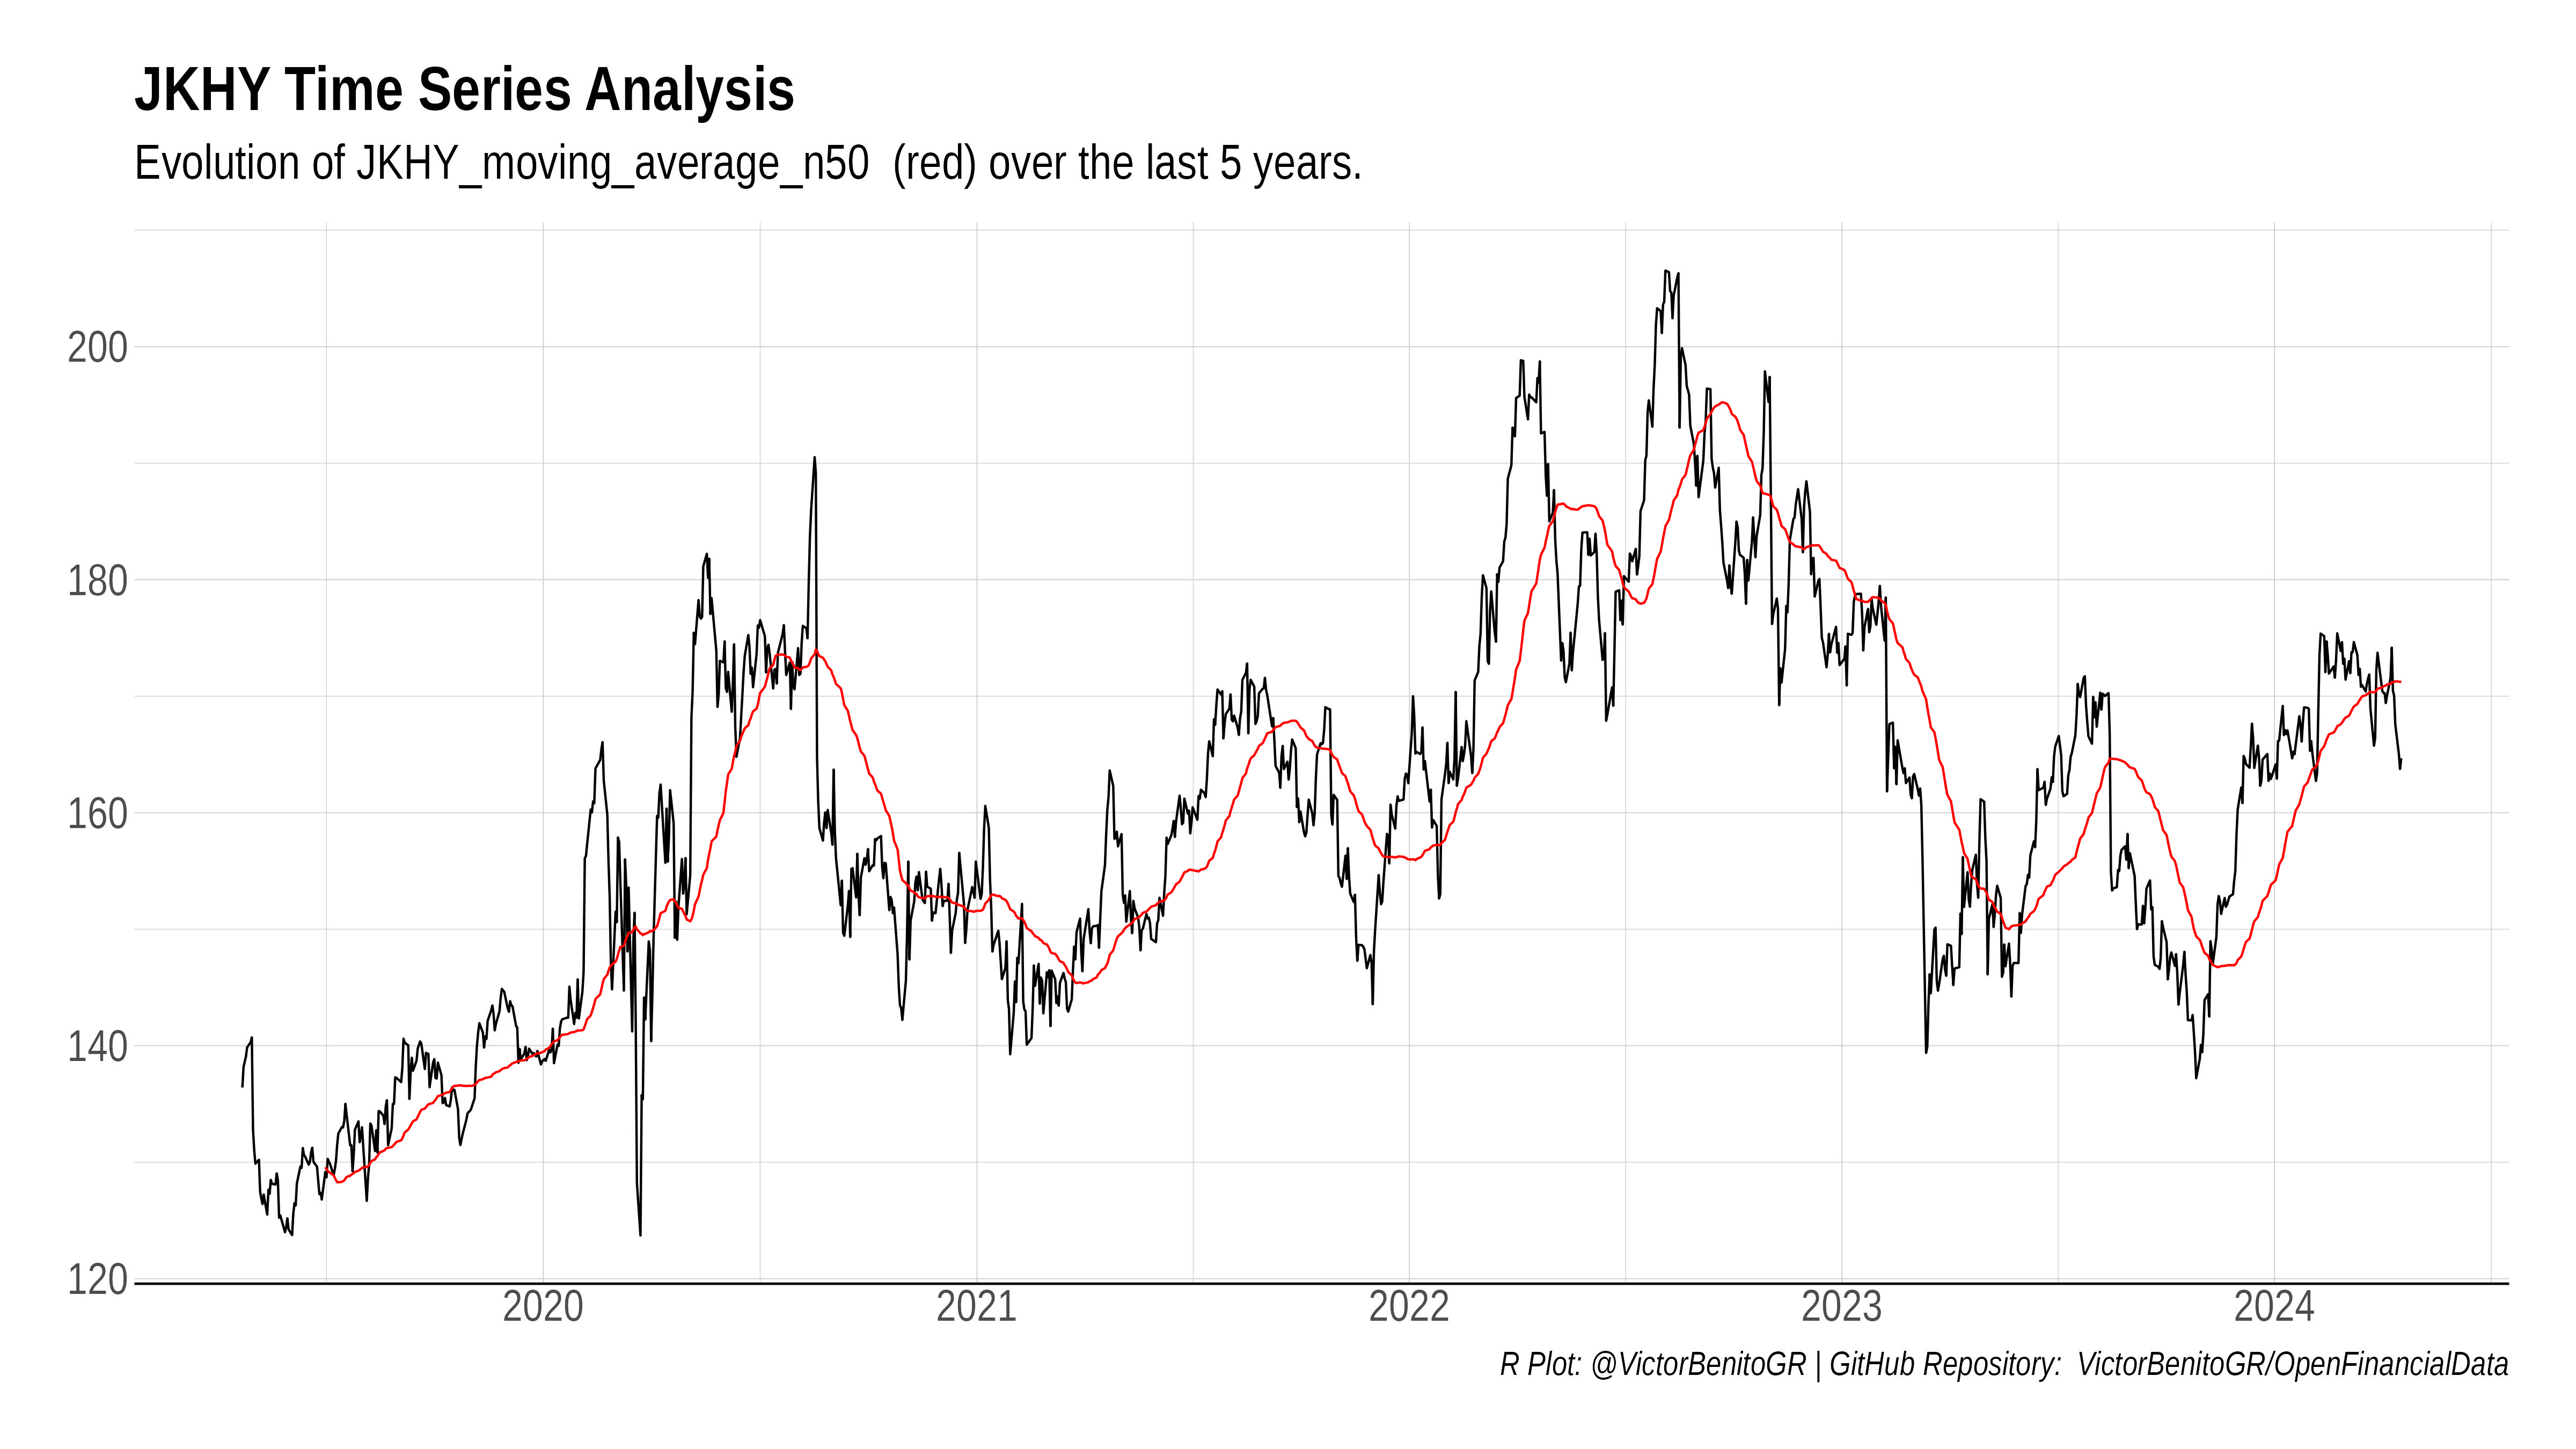 JKHY Time Series Analysis
Evolution of JKHY_moving_average_n50  (red) over the last 5 years.
200
180
160
140
120
2020 2021 2022 2023 2024
R Plot: @VictorBenitoGR | GitHub Repository:  VictorBenitoGR/OpenFinancialData